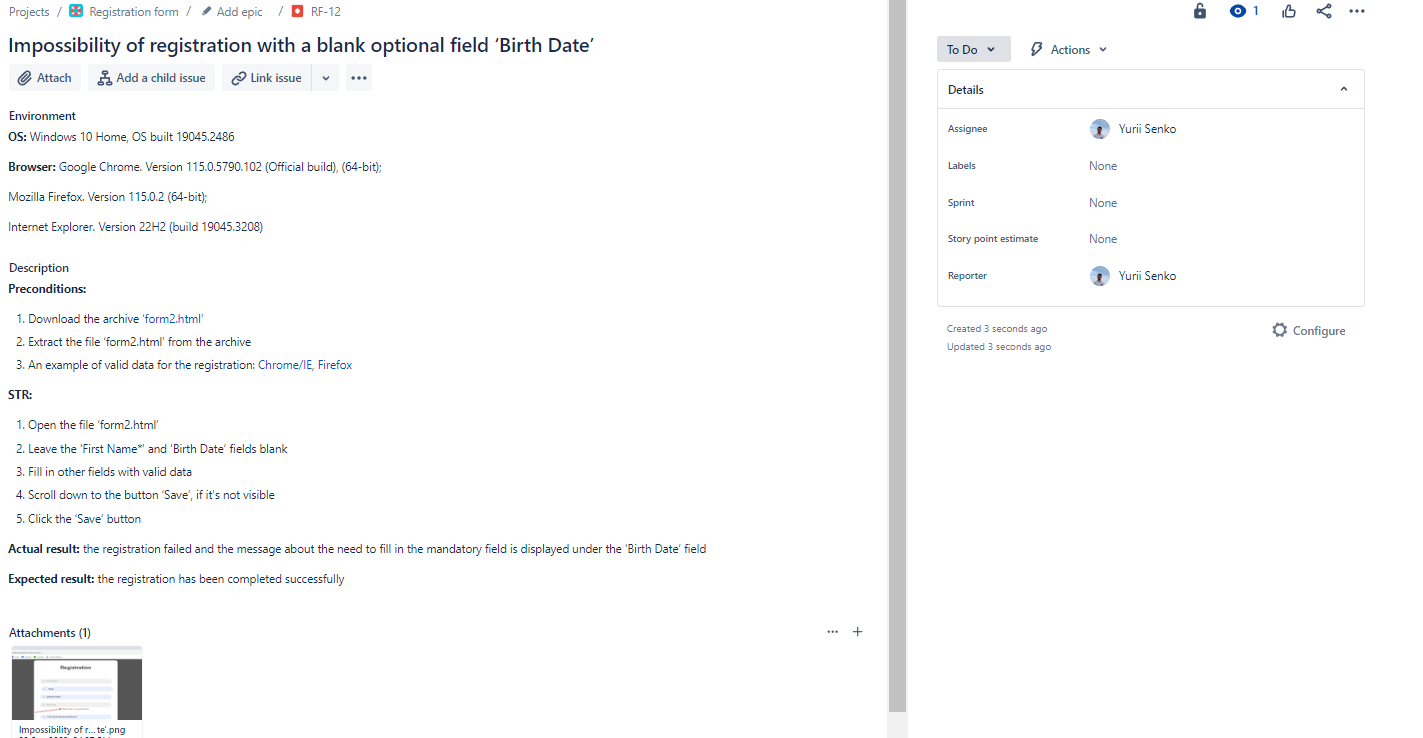 Projects / Registration form / Add epic / RF-12
1
Impossibility of registration with a blank optional field ‘Birth Date’
Attach Add a child issue Link issue
To Do Actions
Details
Environment
OS: Windows 10 Home, OS built 19045.2486
Browser: Google Chrome. Version 115.0.5790.102 (Official build), (64-bit);
Mozilla Firefox. Version 115.0.2 (64-bit);
Internet Explorer. Version 22H2 (build 19045.3208)
Description
Preconditions:
1. Download the archive ‘form2.html’
2. Extract the file ‘form2.html’ from the archive
3. An example of valid data for the registration: Chrome/IE, Firefox
STR:
1. Open the file ‘form2.html’
2. Leave the ‘First Name*’ and ‘Birth Date’ fields blank
3. Fill in other fields with valid data
4. Scroll down to the button ‘Save’, if it’s not visible
5. Click the ‘Save’ button
Actual result: the registration failed and the message about the need to fill in the mandatory field is displayed under the ‘Birth Date’ field
Expected result: the registration has been completed successfully
Attachments (1)
Registration
Impossibility of r...te'.png
Assignee Yurii Senko
Labels None
Sprint None
Story point estimate None
Reporter Yurii Senko
Created 3 seconds ago
Updated 3 seconds ago
Configure